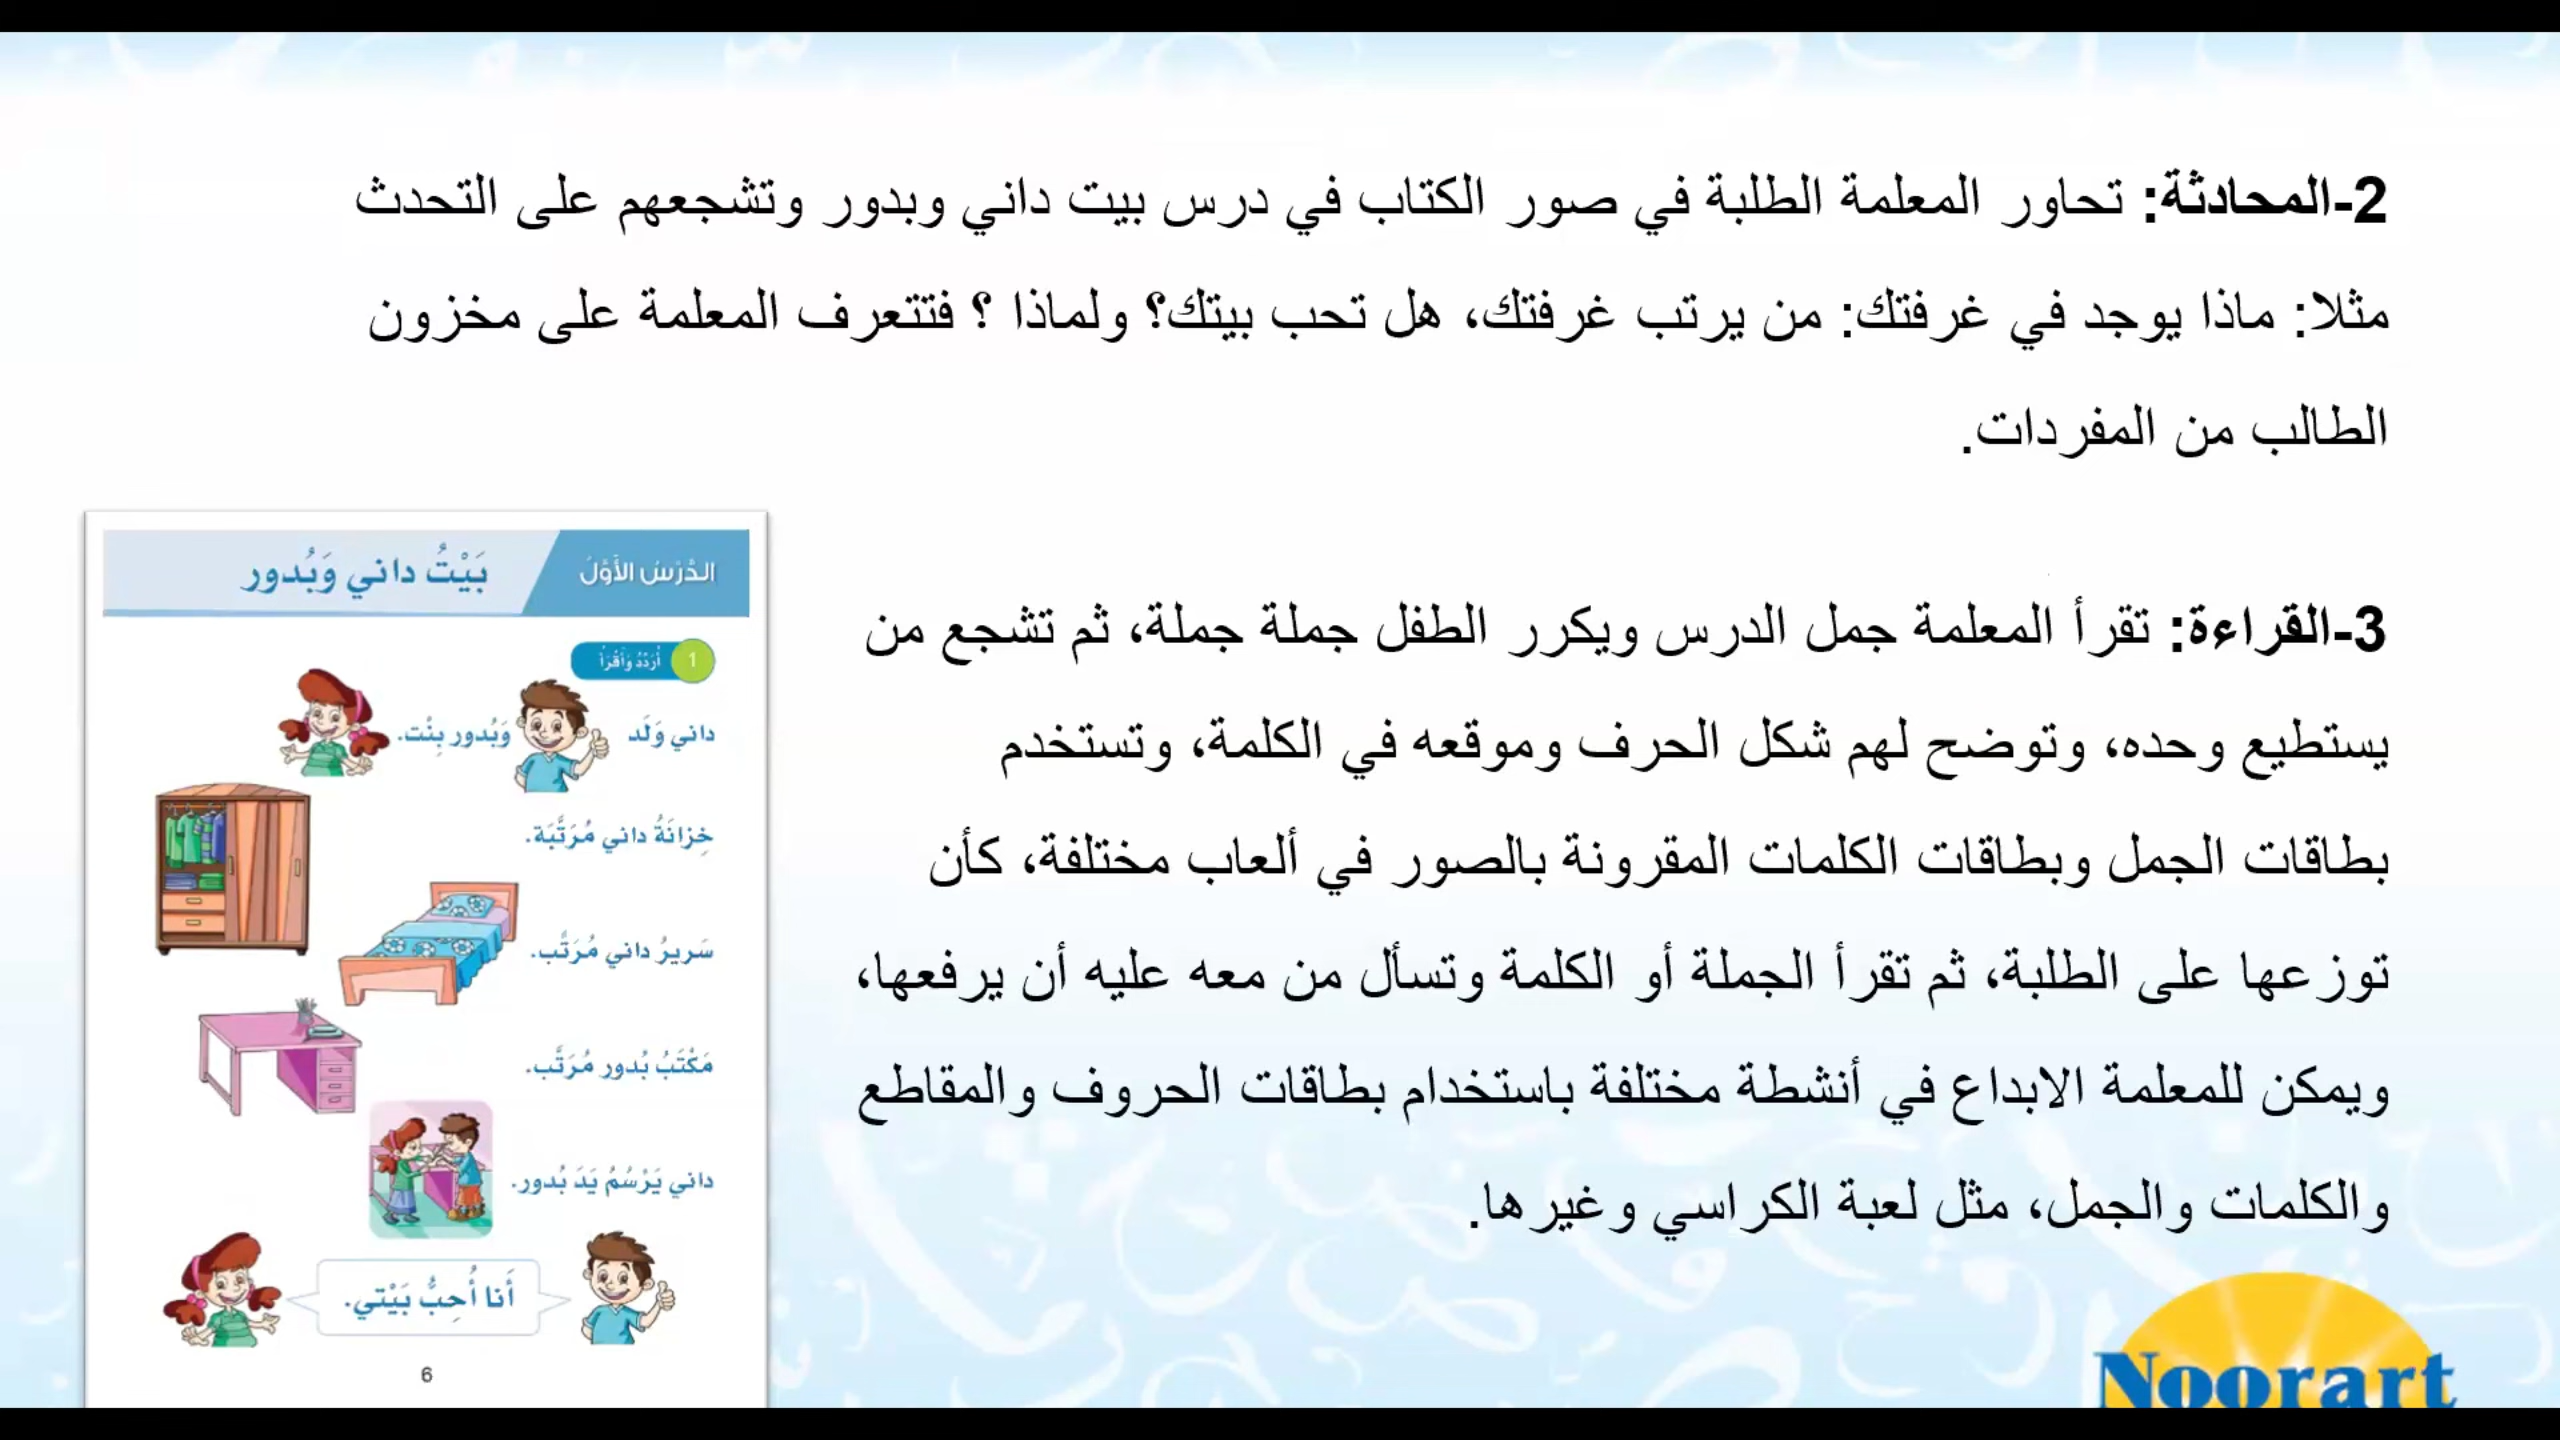 2-المحادثة: تحاور المعلمة الطلبة في صور الكتاب في درس بيت داني وبدور وتشجعهم على التحدث
مثلا: ماذا يوجد في غرفتك: من يرتب غرفتك، هل تحب بيتك؟ ولماذا ؟ فتتعرف المعلمة على مخزون
الطالب من المفردات.
3-القراءة: تقرأ المعلمة جمل الدرس ويكرر الطفل جملة جملة، ثم تشجع من
يستطيع وحده، وتوضح لهم شكل الحرف وموقعه في الكلمة، وتستخدم
بطاقات الجمل وبطاقات الكلمات المقرونة بالصور في ألعاب مختلفة، كأن
توزعها على الطلبة، ثم تقرأ الجملة أو الكلمة وتسأل من معه عليه أن يرفعها،
ويمكن للمعلمة الابداع في أنشطة مختلفة باستخدام بطاقات الحروف والمقاطع
والكلمات والجمل، مثل لعبة الكراسي وغيرها.
الدَّرْسُ الأَوَّلُ
بَيْتُ داني وَبُدور
1 أُرَدِّدُ وَأَقْرَأُ
داني وَلَد وَبُدور بِنْت.
خِزانَةُ داني مُرَتَّبَة.
سَريرُ داني مُرَتَّب.
مَكْتَبُ بُدور مُرَتَّب.
داني يَرْسُمُ يَدَ بُدور.
أَنا أُحِبُّ بَيْتي.
6
Noorart